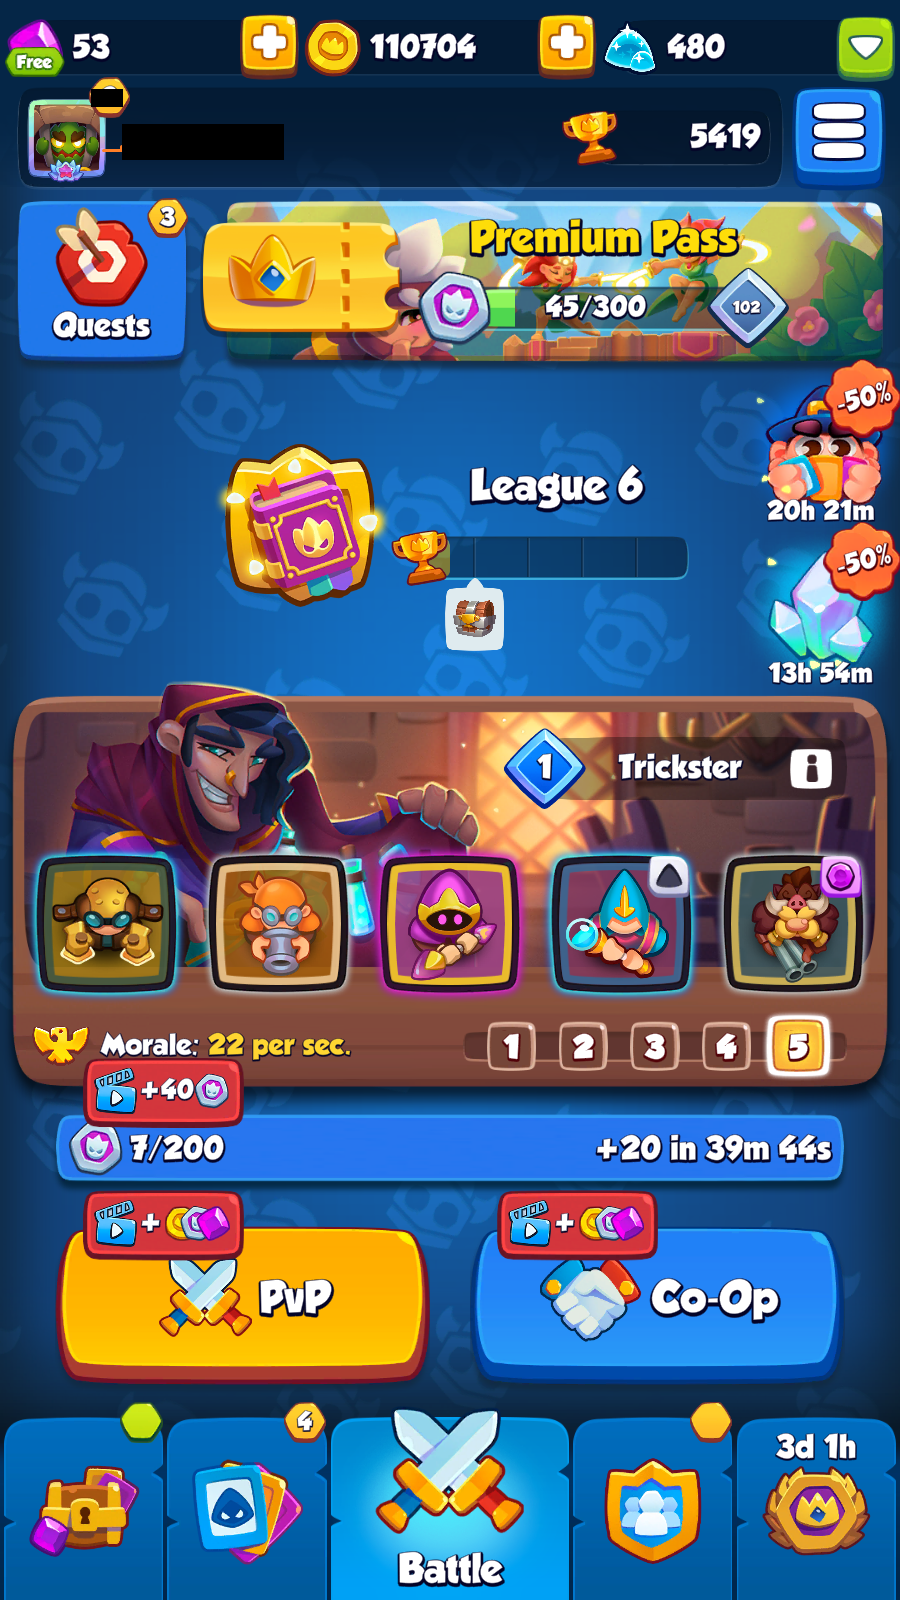 53
110704
480
Free
5419
3
Premium Pass
Quests
45/300
102
-50%
League 6
20h 21m
-50%
13h 54m
1
Trickster
i
Morale: 22 per sec.
1 2 3 4 5
+40
7/200
+20 in 39m 44s
+
+
PvP
Co-Op
4
3d 1h
Battle